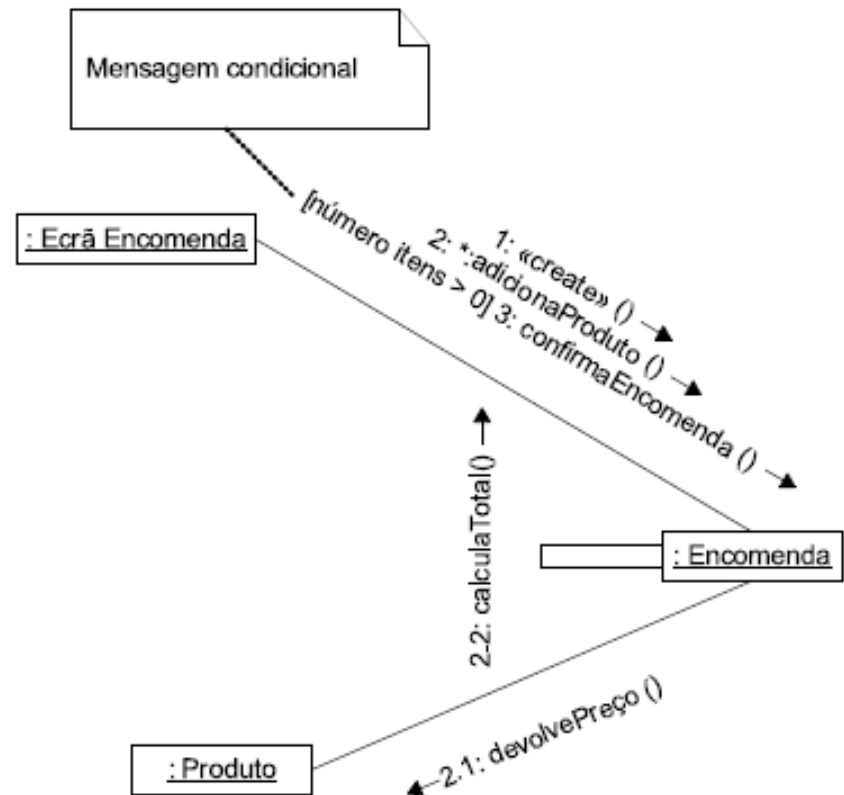 Mensagem condicional
: Ecrã Encomenda
1: «create» ()
2: *:adicionaProduto ()
[número itens > 0] 3: confirmaEncomenda ()
2-2: calculaTotal()
: Encomenda
2.1: devolvePreço ()
: Produto